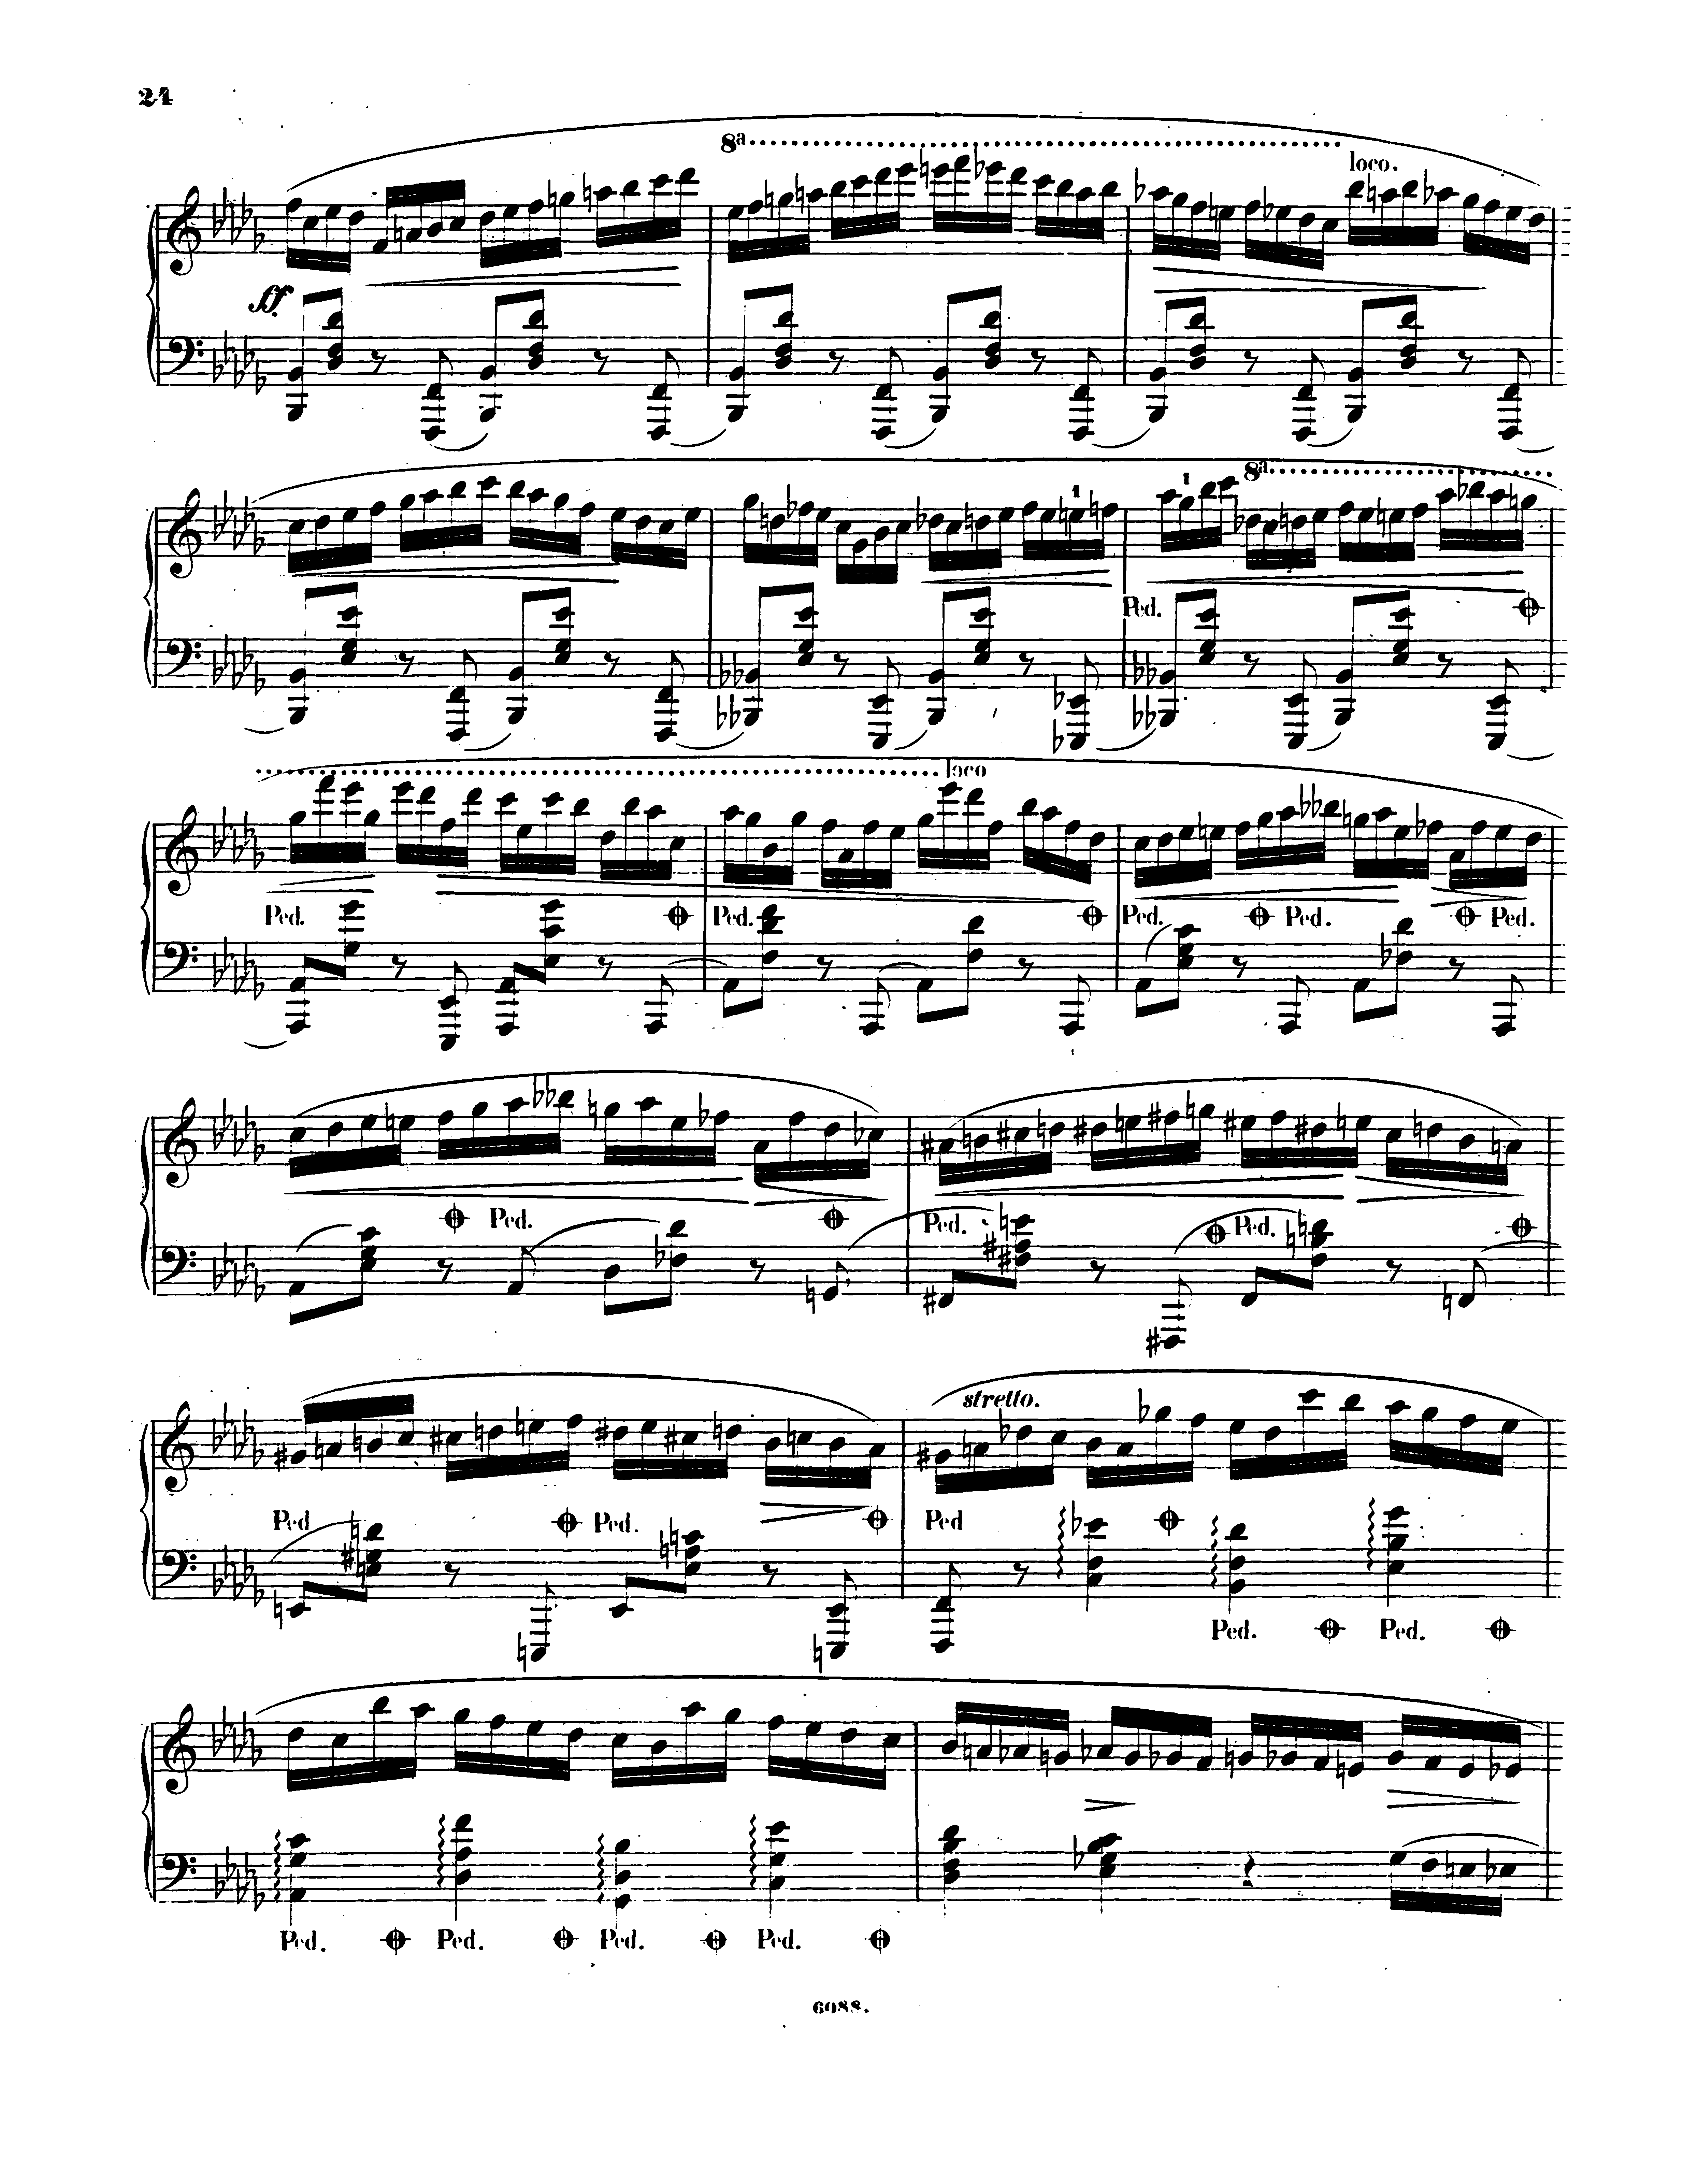 24
8ª
loco.
ff
1
1
8ª
Ped.
loco
Ped. Ped. Ped. Ped. Ped.
Ped. Ped. Ped.
stretto.
Ped Ped. Ped
Ped. Ped.
Ped. Ped. Ped. Ped.
6088.